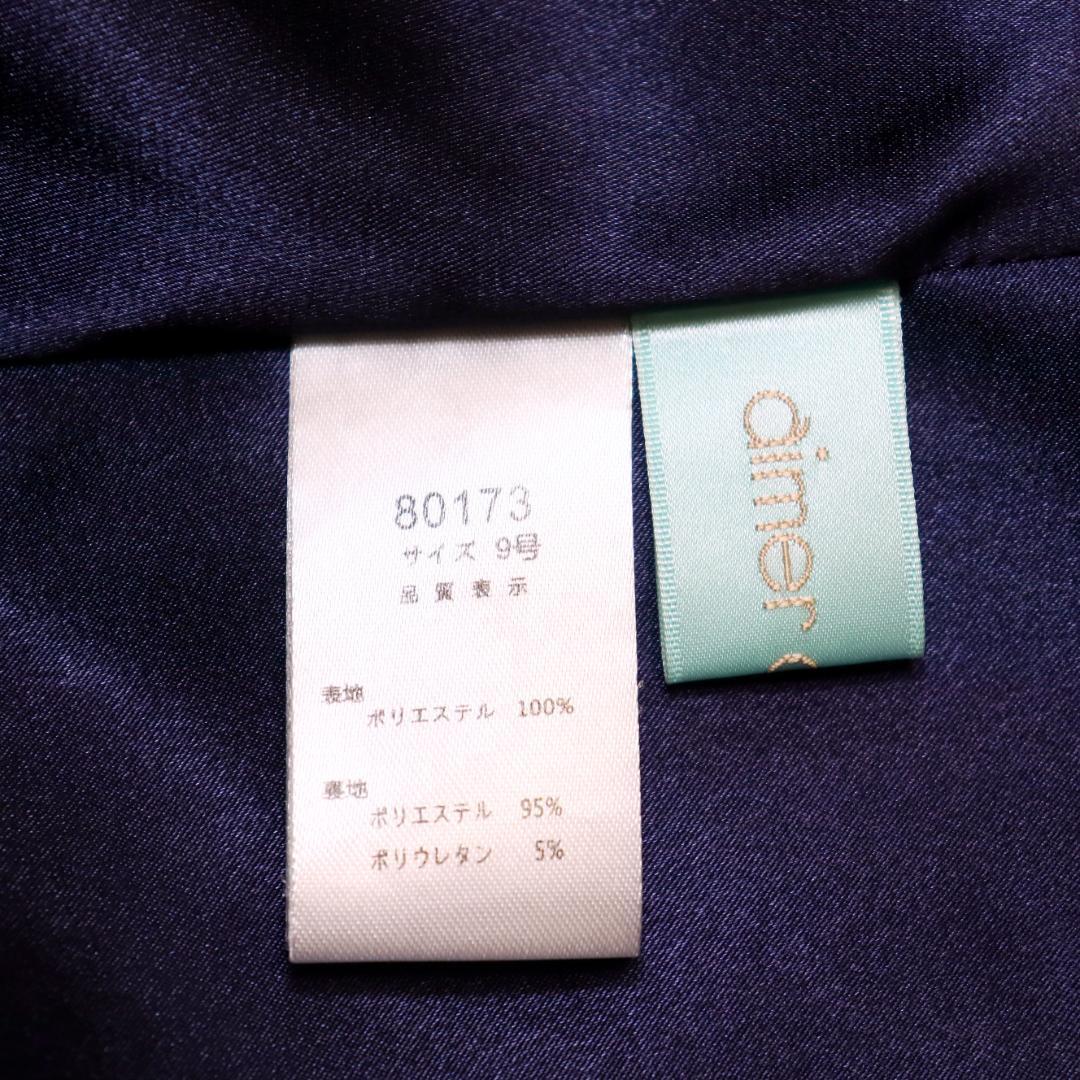 80173
サイズ 9号
品質表示
表地
ポリエステル 100%
裏地
ポリエステル 95%
ポリウレタン 5%
aimer